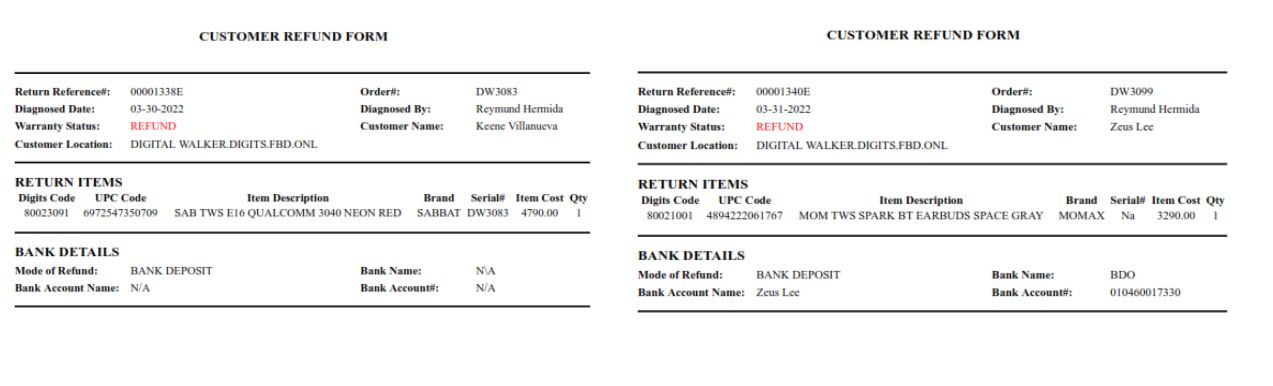 CUSTOMER REFUND FORM
Return Reference#: 00001338E Order#: DW3083
Diagnosed Date: 03-30-2022 Diagnosed By: Reymund Hermida
Warranty Status: REFUND Customer Name: Keene Villanueva
Customer Location: DIGITAL WALKER.DIGITS.FBD.ONL
RETURN ITEMS
Digits Code UPC Code Item Description Brand Serial# Item Cost Qty
80023091 6972547350709 SAB TWS E16 QUALCOMM 3040 NEON RED SABBAT DW3083 4790.00 1
BANK DETAILS
Mode of Refund: BANK DEPOSIT Bank Name: N\A
Bank Account Name: N/A Bank Account#: N/A
CUSTOMER REFUND FORM
Return Reference#: 00001340E Order#: DW3099
Diagnosed Date: 03-31-2022 Diagnosed By: Reymund Hermida
Warranty Status: REFUND Customer Name: Zeus Lee
Customer Location: DIGITAL WALKER.DIGITS.FBD.ONL
RETURN ITEMS
Digits Code UPC Code Item Description Brand Serial# Item Cost Qty
80021001 4894222061767 MOM TWS SPARK BT EARBUDS SPACE GRAY MOMAX Na 3290.00 1
BANK DETAILS
Mode of Refund: BANK DEPOSIT Bank Name: BDO
Bank Account Name: Zeus Lee Bank Account#: 010460017330